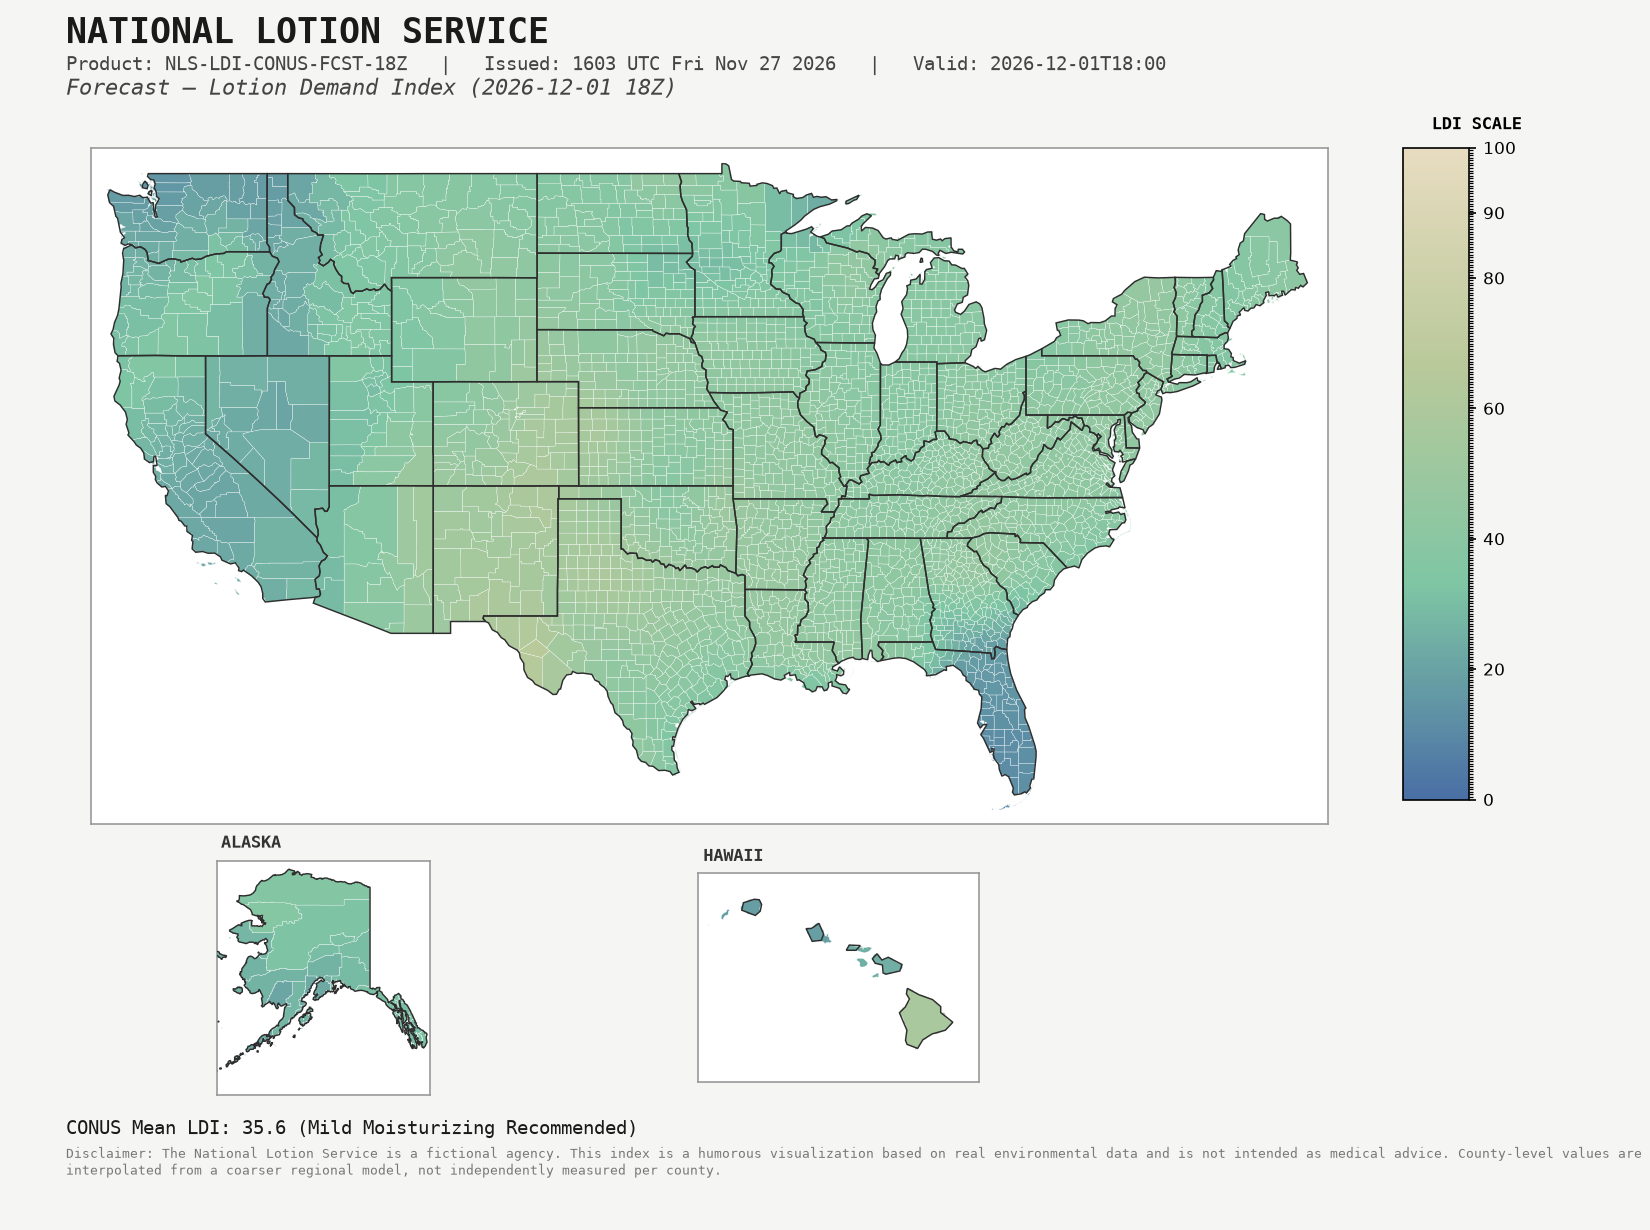 NATIONAL LOTION SERVICE
Product: NLS-LDI-CONUS-FCST-18Z | Issued: 1603 UTC Fri Nov 27 2026 | Valid: 2026-12-01T18:00
Forecast — Lotion Demand Index (2026-12-01 18Z)
LDI SCALE
100
90
80
60
40
20
0
ALASKA
HAWAII
CONUS Mean LDI: 35.6 (Mild Moisturizing Recommended)
Disclaimer: The National Lotion Service is a fictional agency. This index is a humorous visualization based on real environmental data and is not intended as medical advice. County-level values are
interpolated from a coarser regional model, not independently measured per county.